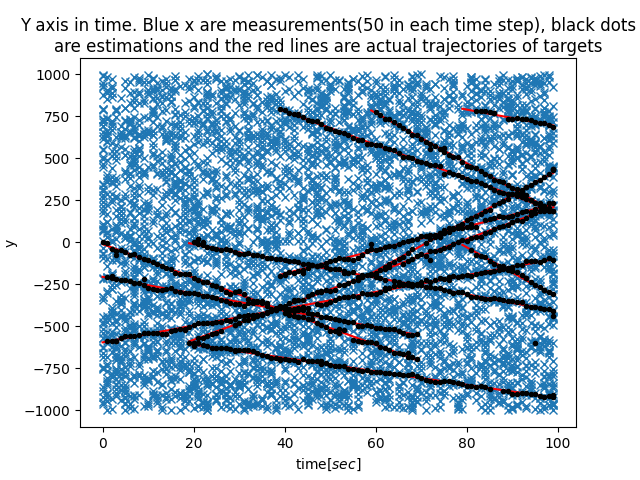 Y axis in time. Blue x are measurements(50 in each time step), black dots
are estimations and the red lines are actual trajectories of targets
1000
750
500
250
0
−250
−500
−750
−1000
y
0 20 40 60 80 100
time[sec]